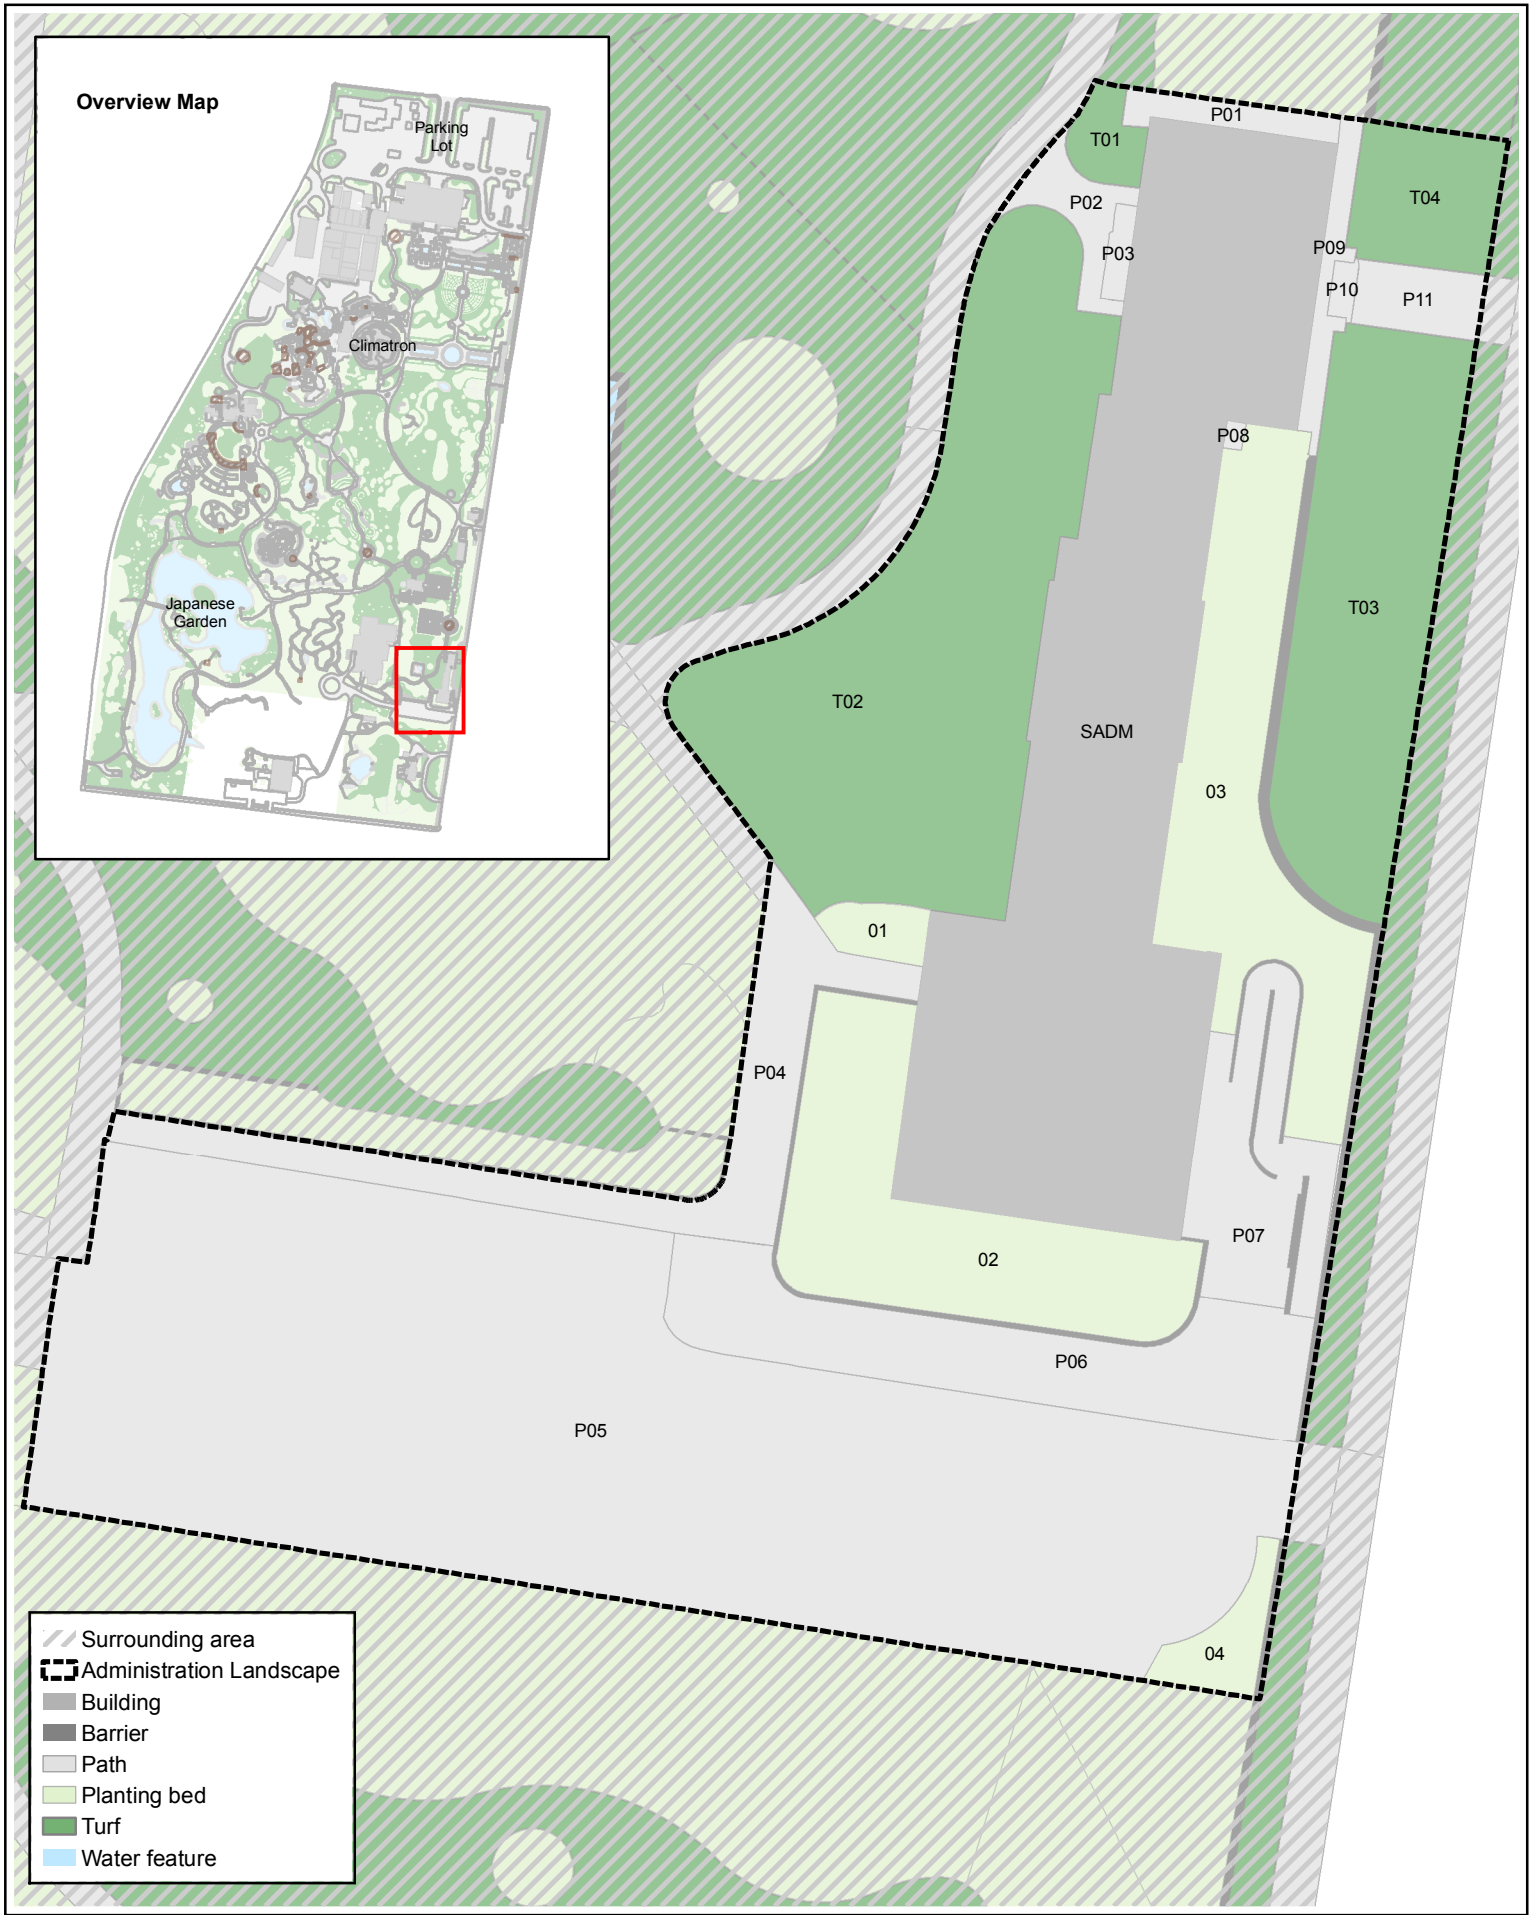 Overview Map
Parking
Lot
Climatron
Japanese
Garden
P01
T01
T04
P02
P03
P09
P10
P11
P08
T03
T02
SADM
03
01
P04
P07
02
P06
P05
04
Surrounding area
Administration Landscape
Building
Barrier
Path
Planting bed
Turf
Water feature